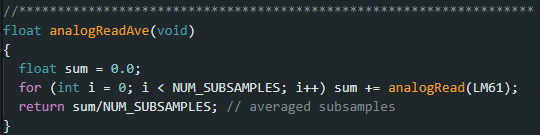 //****************************************************************
float analogReadAve(void)
{
  float sum = 0.0;
  for (int i = 0; i < NUM_SUBSAMPLES; i++) sum += analogRead(LM61);
  return sum/NUM_SUBSAMPLES; // averaged subsamples
}